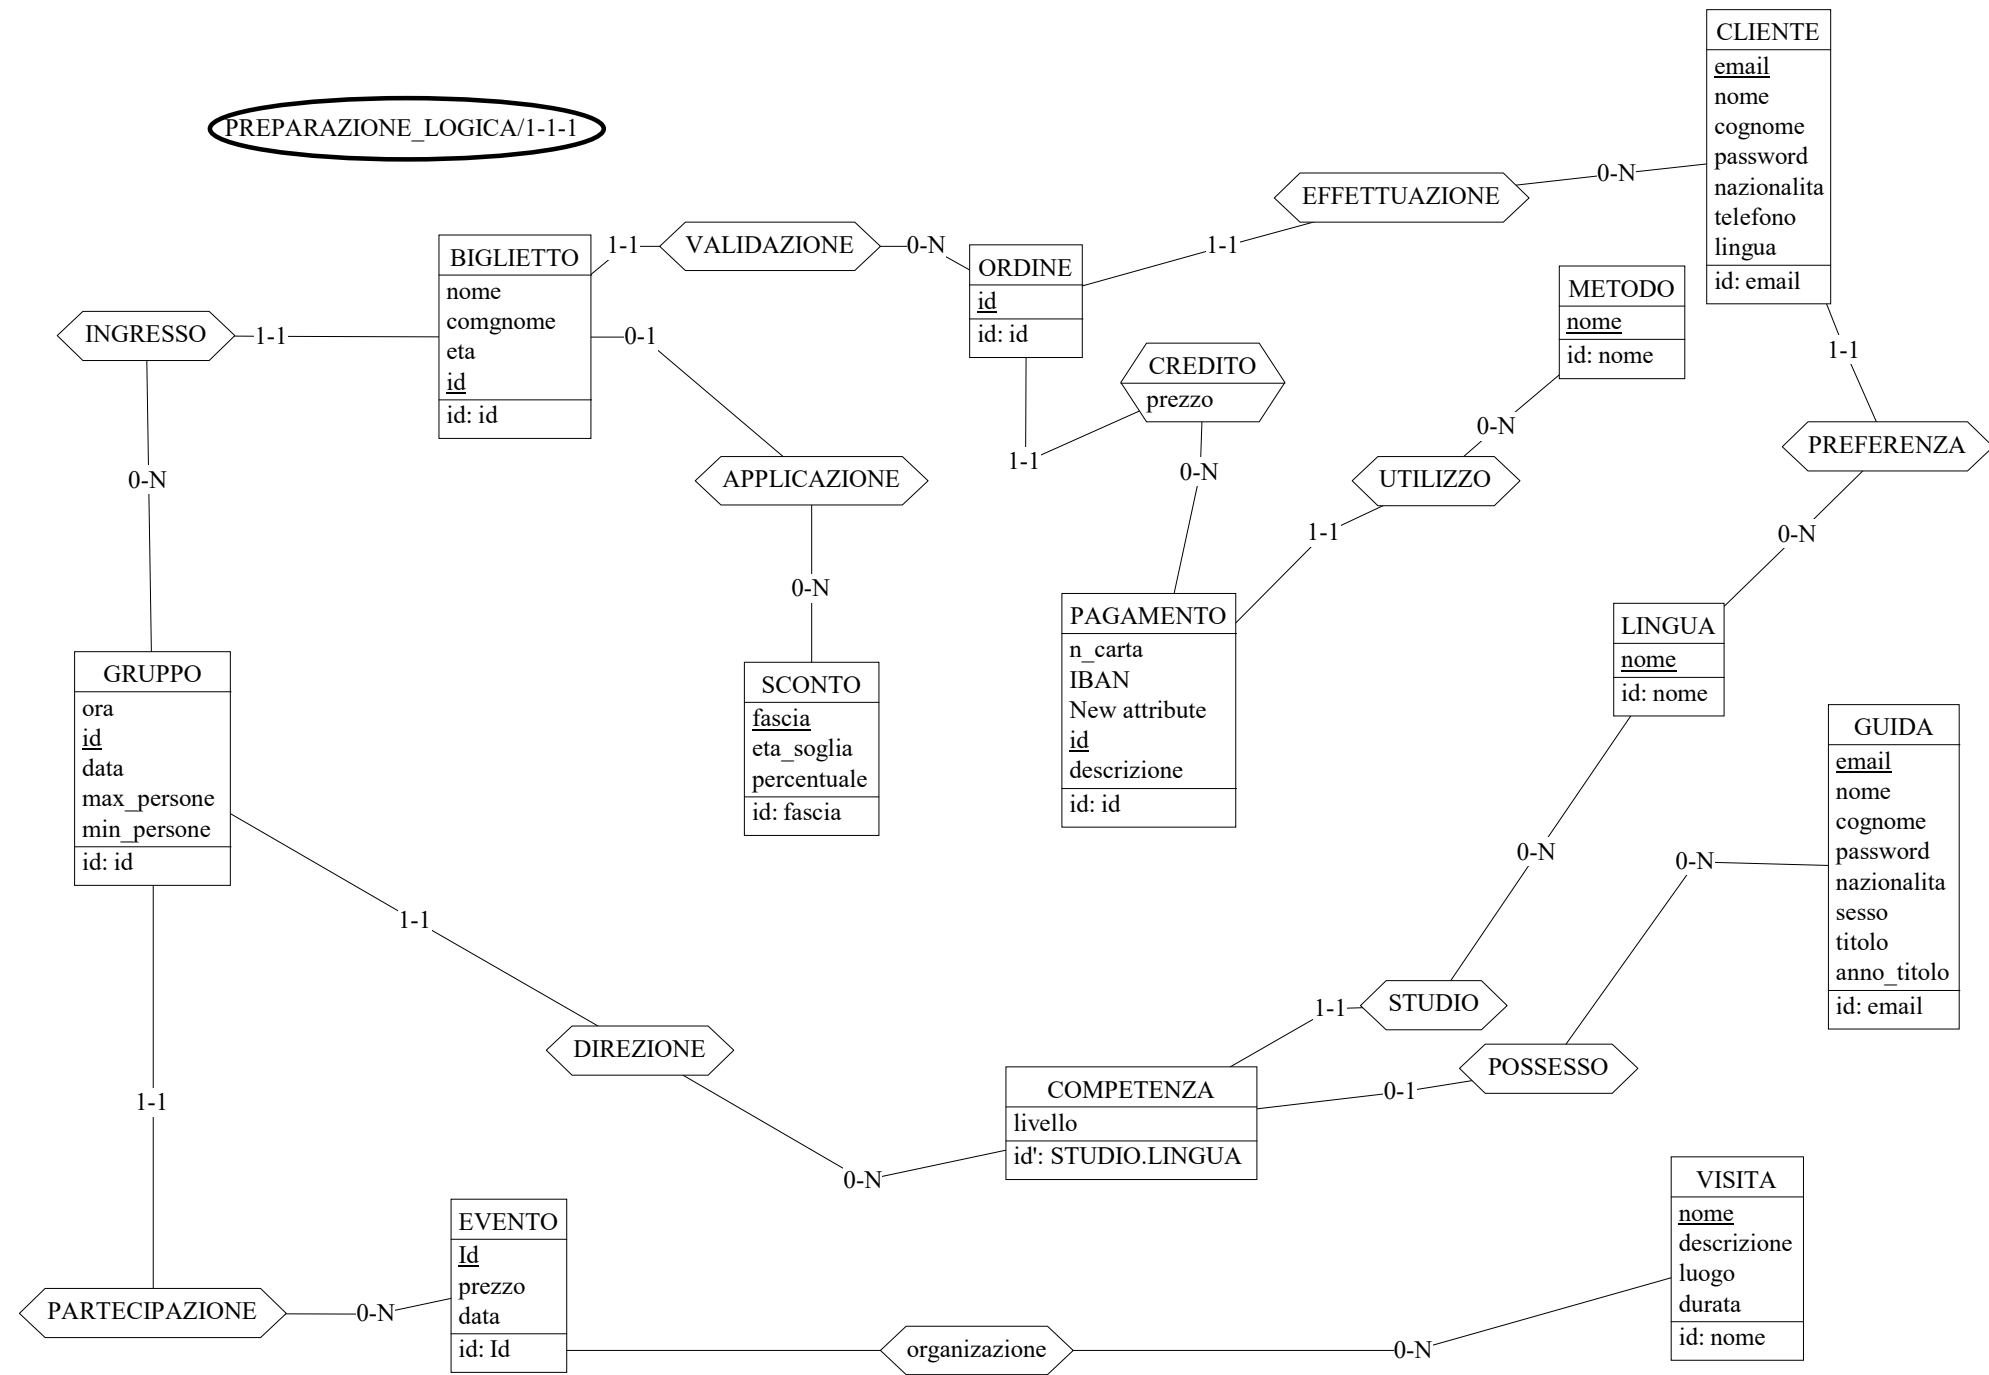 PREPARAZIONE_LOGICA/1-1-1
CLIENTE
email
nome
cognome
password
nazionalita
telefono
lingua
id: email
0-N
EFFETTUAZIONE
1-1
VALIDAZIONE
1-1
0-N
BIGLIETTO
nome
comgnome
eta
id
id: id
ORDINE
id
id: id
METODO
nome
id: nome
INGRESSO
1-1
0-1
0-N
CREDITO
prezzo
1-1
0-N
1-1
PREFERENZA
0-N
UTILIZZO
0-N
1-1
APPLICAZIONE
0-N
PAGAMENTO
n_carta
IBAN
New attribute
id
descrizione
id: id
LINGUA
nome
id: nome
GRUPPO
ora
id
data
max_persone
min_persone
id: id
SCONTO
fascia
eta_soglia
percentuale
id: fascia
GUIDA
email
nome
cognome
password
nazionalita
sesso
titolo
anno_titolo
id: email
0-N
0-N
1-1
STUDIO
1-1
DIREZIONE
POSSESSO
0-1
COMPETENZA
livello
id': STUDIO.LINGUA
0-N
1-1
EVENTO
Id
prezzo
data
id: Id
VISITA
nome
descrizione
luogo
durata
id: nome
PARTECIPAZIONE
0-N
organizazione
0-N